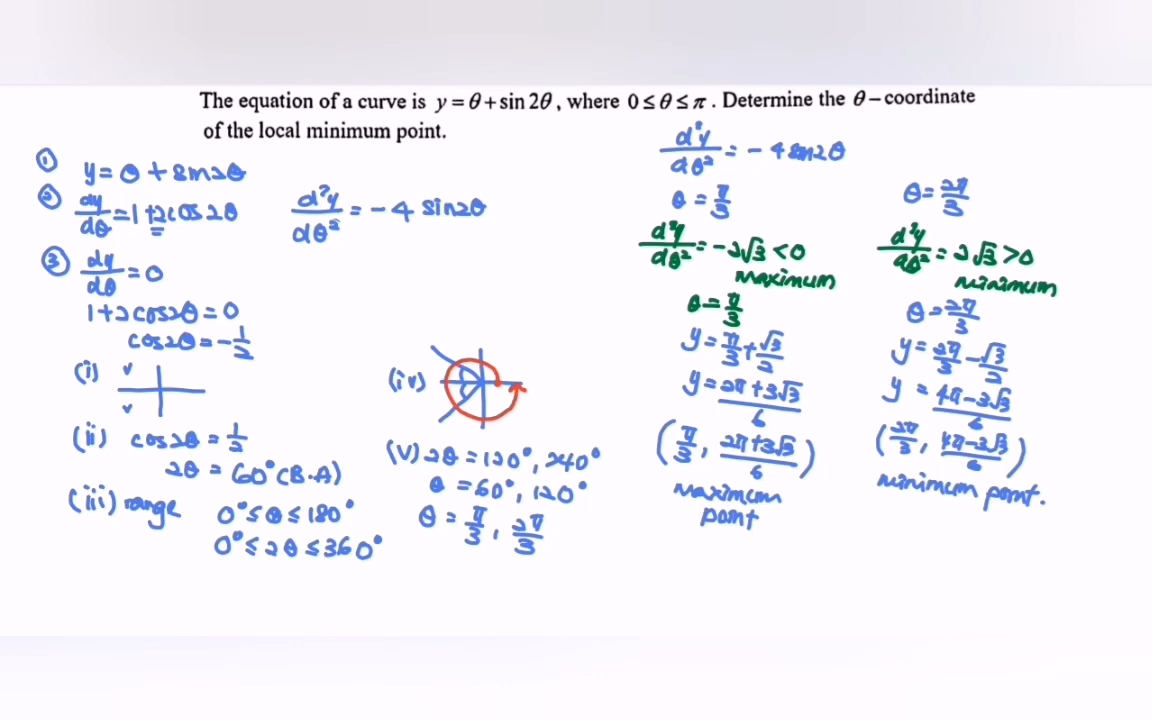 The equation of a curve is y = θ + sin 2θ, where 0 ≤ θ ≤ π. Determine the θ – coordinate
of the local minimum point.
① y = θ + sin2θ
② dy/dθ = 1 + 2cos2θ
d²y/dθ² = -4 sin2θ
③ dy/dθ = 0
1 + 2cos2θ = 0
cos2θ = -1/2
(i)
(ii) cos2θ = 1/2
2θ = 60° (B.A)
(iii) range 0° ≤ θ ≤ 180°
0° ≤ 2θ ≤ 360°
(iv)
(V) 2θ = 120°, 240°
θ = 60°, 120°
θ = π/3, 2π/3
d²y/dθ² = -4 sin2θ
θ = π/3
d²y/dθ² = -2√3 < 0
Maximum
θ = π/3
y = π/3 + √3/2
y = 2π + 3√3/6
(π/3, 2π + 3√3/6)
Maximum
point
θ = 2π/3
d²y/dθ² = 2√3 > 0
Minimum
θ = 2π/3
y = 2π/3 - √3/2
y = 4π - 3√3/6
(2π/3, 4π - 3√3/6)
Minimum point.